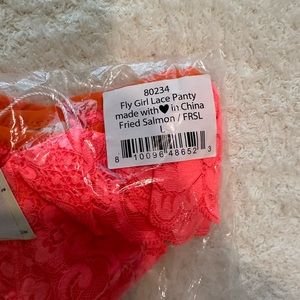 80234
Fly Girl Lace Panty
made with🖤in China
Fried Salmon / FRSL
L
8 10096 48652 3